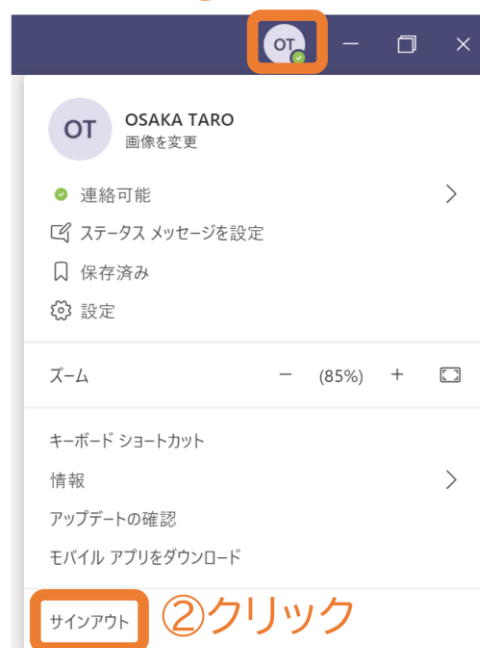 OT
OT
OSAKA TARO
画像を変更
連絡可能
ステータス メッセージを設定
保存済み
設定
ズーム － (85%) ＋
キーボード ショートカット
情報
アップデートの確認
モバイル アプリをダウンロード
サインアウト ②クリック